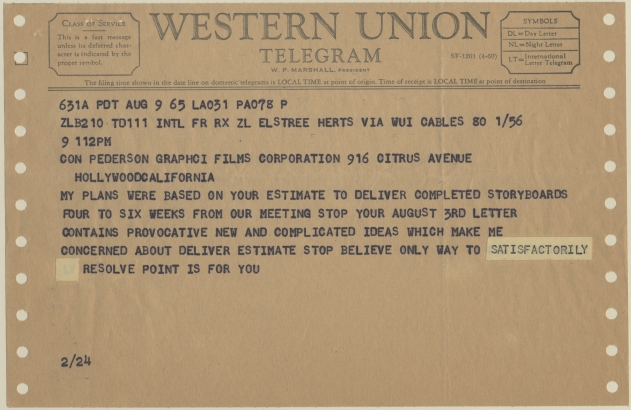 CLASS OF SERVICE
This is a fast message
unless its deferred char-
acter is indicated by the
proper symbol.
WESTERN UNION
TELEGRAM
W. P. MARSHALL, PRESIDENT
SF-1201 (4-60)
SYMBOLS
DL=Day Letter
NL=Night Letter
LT=International
Letter Telegram
The filing time shown in the date line on domestic telegrams is LOCAL TIME at point of origin. Time of receipt is LOCAL TIME at point of destination
631A PDT AUG 9 65 LA031 PA078 P
ZLB210 TD111 INTL FR RX ZL ELSTREE HERTS VIA WUI CABLES 80 1/56
9 112PM
CON PEDERSON GRAPHCI FILMS CORPORATION 916 CITRUS AVENUE
HOLLYWOODCALIFORNIA
MY PLANS WERE BASED ON YOUR ESTIMATE TO DELIVER COMPLETED STORYBOARDS
FOUR TO SIX WEEKS FROM OUR MEETING STOP YOUR AUGUST 3RD LETTER
CONTAINS PROVOCATIVE NEW AND COMPLICATED IDEAS WHICH MAKE ME
CONCERNED ABOUT DELIVER ESTIMATE STOP BELIEVE ONLY WAY TO SATISFACTORILY
RESOLVE POINT IS FOR YOU
2/24